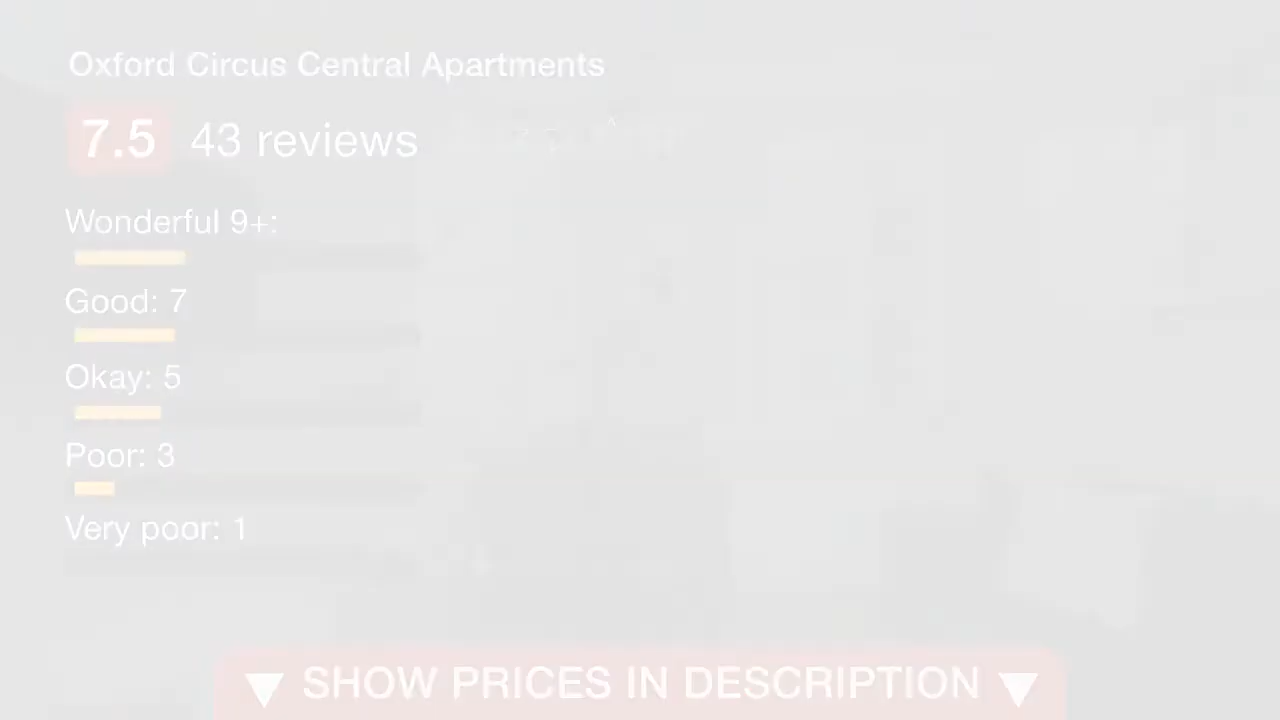 Oxford Circus Central Apartments
7.5 43 reviews
Wonderful 9+:
Good: 7
Okay: 5
Poor: 3
Very poor: 1
▼ SHOW PRICES IN DESCRIPTION ▼